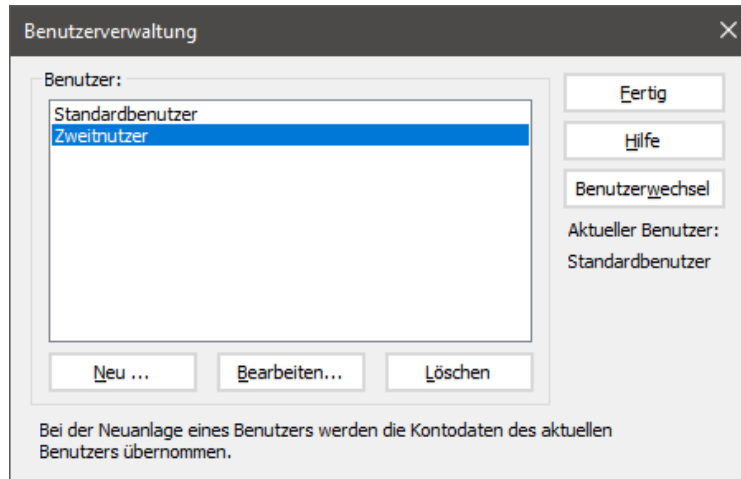 Benutzerverwaltung
Benutzer:
Standardbenutzer
Zweitnutzer
Neu ...
Bearbeiten...
Löschen
Fertig
Hilfe
Benutzerwechsel
Aktueller Benutzer:
Standardbenutzer
Bei der Neuanlage eines Benutzers werden die Kontodaten des aktuellen
Benutzers übernommen.